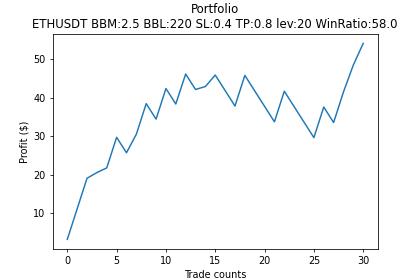 Portfolio
ETHUSDT BBM:2.5 BBL:220 SL:0.4 TP:0.8 lev:20 WinRatio:58.0
50
40
30
20
10
Profit ($)
0 5 10 15 20 25 30
Trade counts